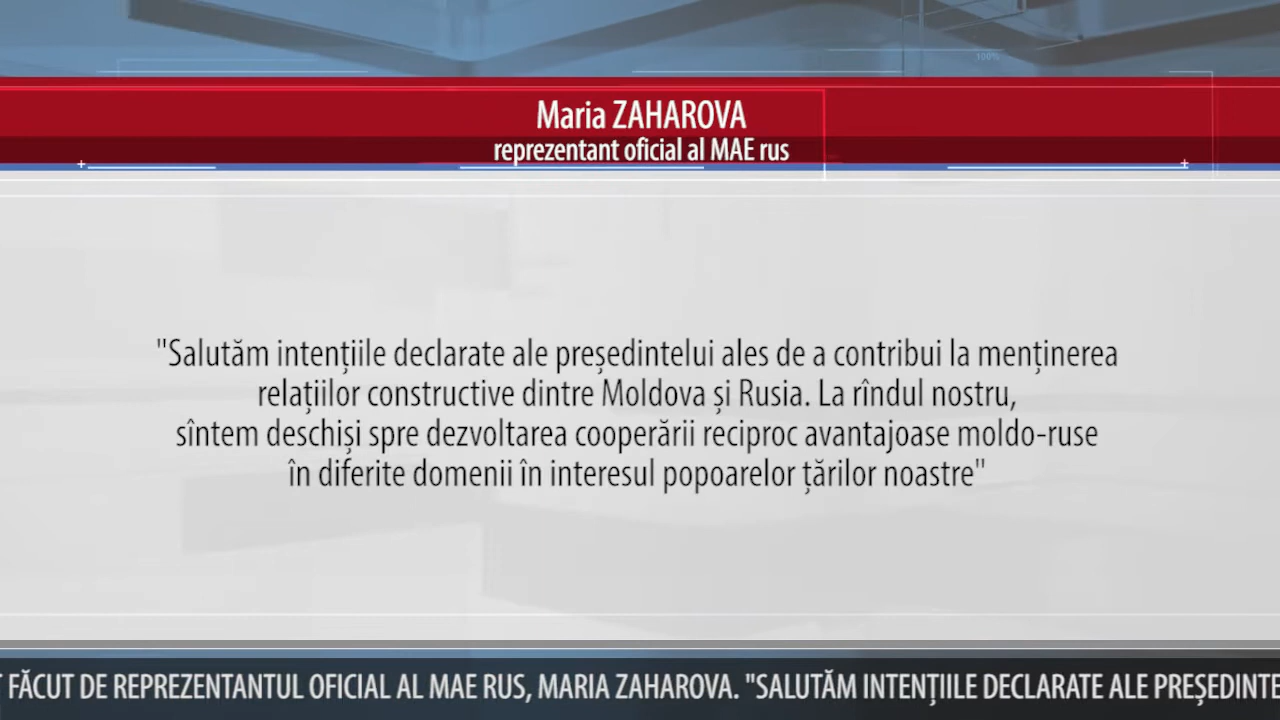 100%
Maria ZAHAROVA
reprezentant oficial al MAE rus
"Salutăm intențiile declarate ale președintelui ales de a contribui la menținerea
relațiilor constructive dintre Moldova și Rusia. La rîndul nostru,
sîntem deschiși spre dezvoltarea cooperării reciproc avantajoase moldo-ruse
în diferite domenii în interesul popoarelor țărilor noastre"
FĂCUT DE REPREZENTANTUL OFICIAL AL MAE RUS, MARIA ZAHAROVA. "SALUTĂM INTENȚIILE DECLARATE ALE PREȘEDINTE